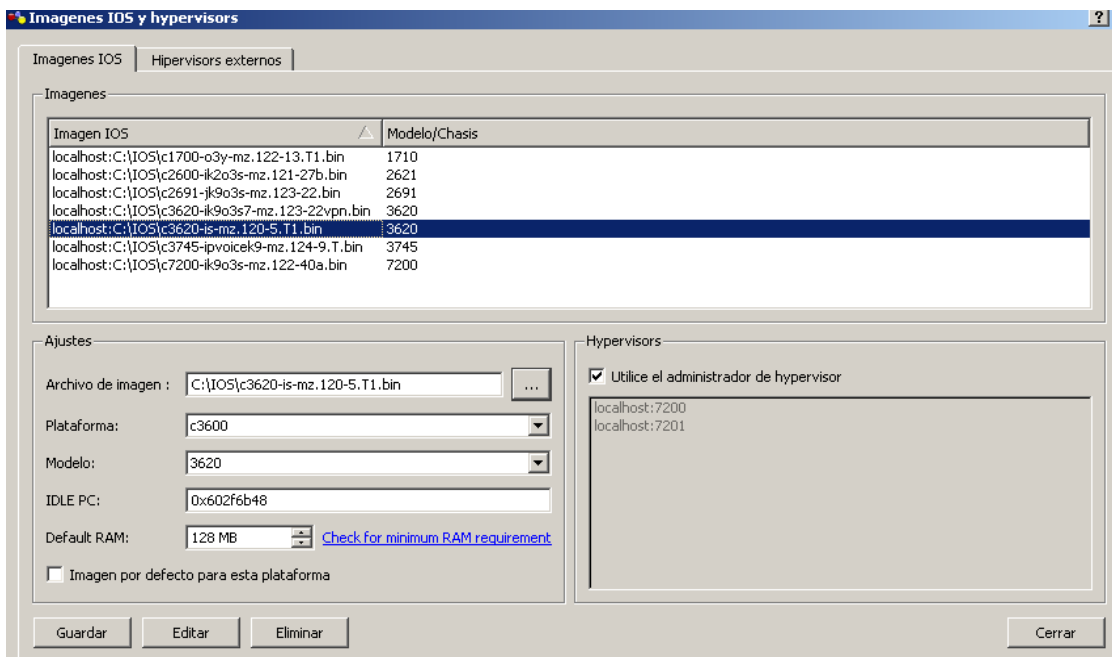 Imagenes IOS y hypervisors
?
Imagenes IOS
Hipervisors externos
Imagenes
Imagen IOS Modelo/Chasis
localhost:C:\IOS\c1700-o3y-mz.122-13.T1.bin 1710
localhost:C:\IOS\c2600-ik2o3s-mz.121-27b.bin 2621
localhost:C:\IOS\c2691-jk9o3s-mz.123-22.bin 2691
localhost:C:\IOS\c3620-ik9o3s7-mz.123-22vpn.bin 3620
localhost:C:\IOS\c3620-is-mz.120-5.T1.bin 3620
localhost:C:\IOS\c3745-ipvoicek9-mz.124-9.T.bin 3745
localhost:C:\IOS\c7200-ik9o3s-mz.122-40a.bin 7200
Ajustes
Archivo de imagen : C:\IOS\c3620-is-mz.120-5.T1.bin ...
Plataforma: c3600
Modelo: 3620
IDLE PC: 0x602f6b48
Default RAM: 128 MB Check for minimum RAM requirement
Imagen por defecto para esta plataforma
Hypervisors
Utilice el administrador de hypervisor
localhost:7200
localhost:7201
Guardar Editar Eliminar Cerrar